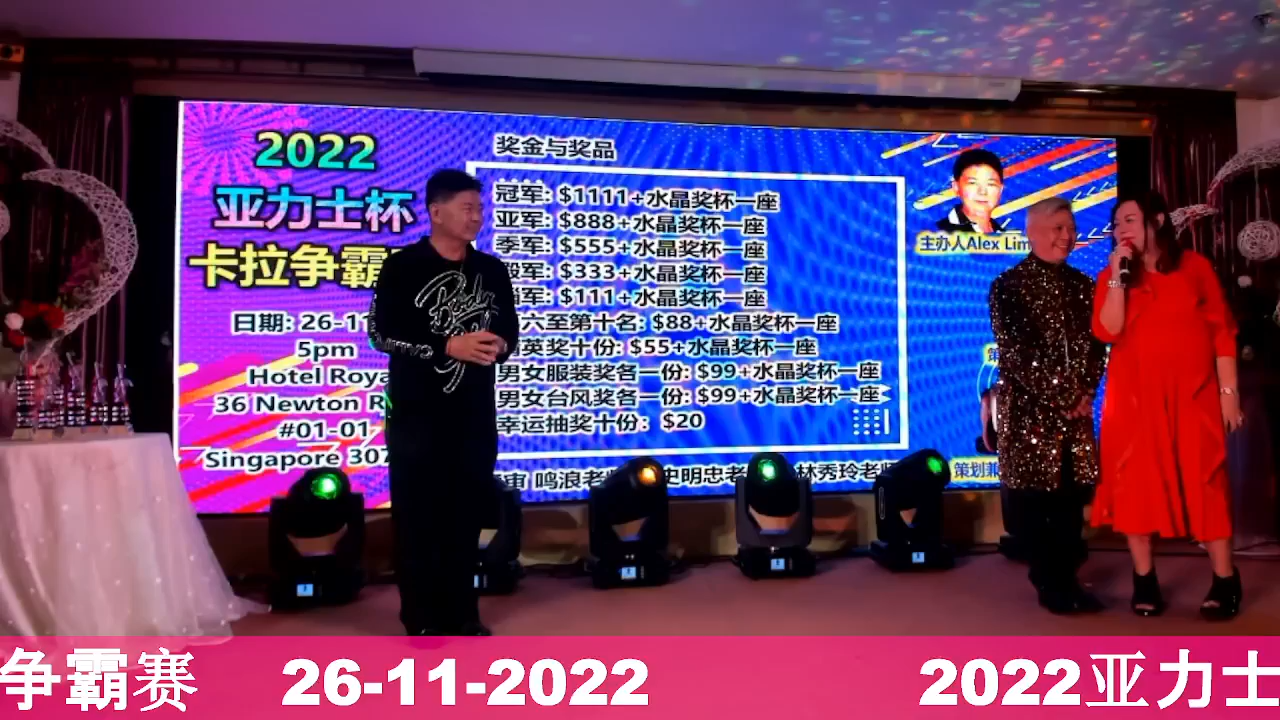 2022
亚力士杯
卡拉争霸
日期: 26-11
5pm
Hotel Roya
36 Newton R
#01-01
Singapore 307
奖金与奖品
冠军: $1111+水晶奖杯一座
亚军: $888+水晶奖杯一座
季军: $555+水晶奖杯一座
殿军: $333+水晶奖杯一座
军: $111+水晶奖杯一座
六至第十名: $88+水晶奖杯一座
英奖十份: $55+水晶奖杯一座
男女服装奖各一份: $99+水晶奖杯一座
男女台风奖各一份: $99+水晶奖杯一座
幸运抽奖十份: $20
鸣浪老 史明忠老 林秀玲老师
主办人Alex Lim
策划兼
争霸赛 26-11-2022 2022亚力士